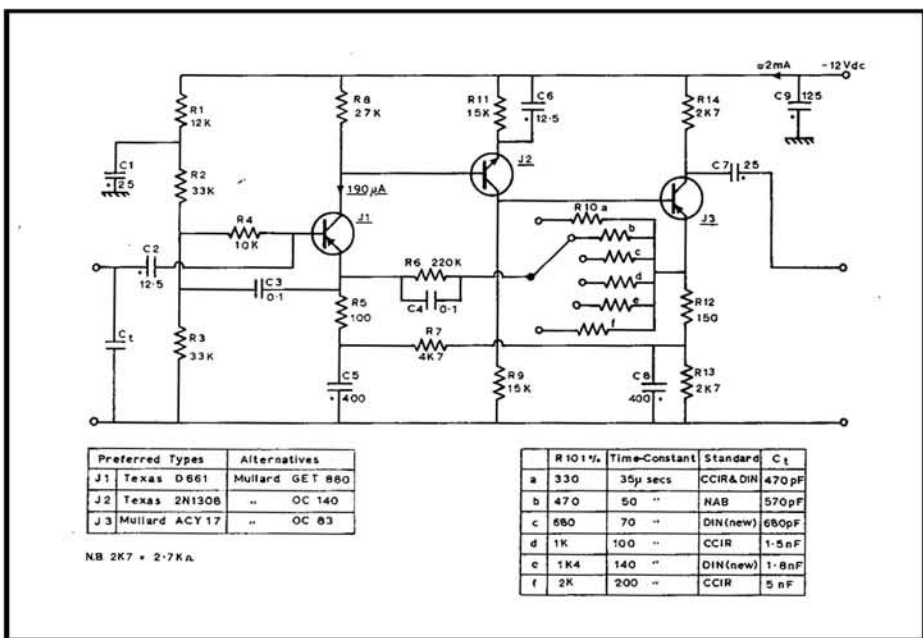 ≃2mA
-12Vdc
R1
12K
R8
27K
R11
15K
C6
12·5
R14
2K7
C9
125
C1
25
R2
33K
J2
C7
25
190μA
J1
R10a
J3
R4
10K
b
C2
12·5
R6 220K
c
C3
0·1
d
C4
0·1
e
R5
100
R12
150
f
Ct
R3
33K
R7
4K7
C5
400
R9
15K
C8
400
R13
2K7
Preferred Types Alternatives
J1 Texas D661 Mullard GET 880
J2 Texas 2N1308 " OC 140
J3 Mullard ACY17 " OC 83
N.B. 2K7 = 2·7KΩ
R10 1% Time-Constant Standard Ct
a 330 35μ secs CCIR&DIN 470pF
b 470 50 " NAB 570pF
c 680 70 " DIN(new) 680pF
d 1K 100 " CCIR 1·5nF
e 1K4 140 " DIN(new) 1·8nF
f 2K 200 " CCIR 5nF